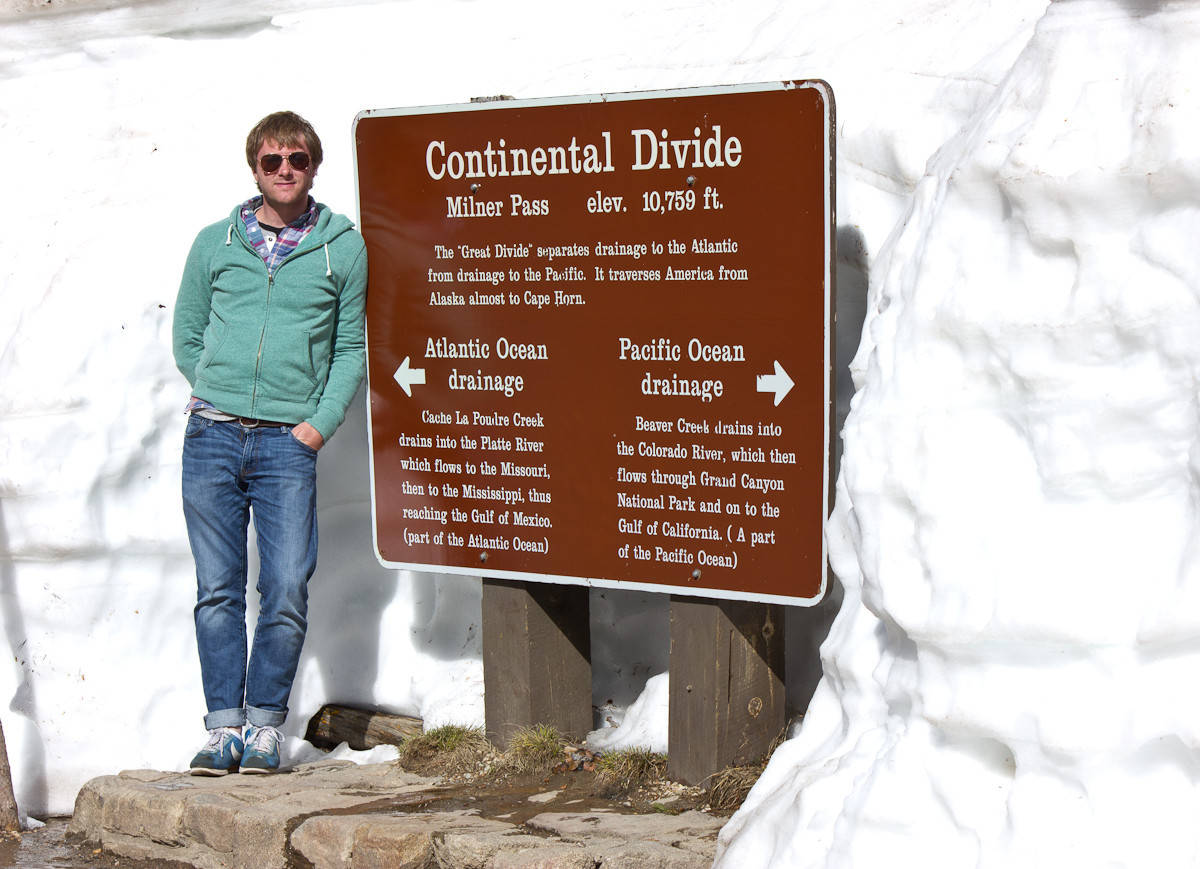 Continental Divide
Milner Pass elev. 10,759 ft.
The "Great Divide" separates drainage to the Atlantic
from drainage to the Pacific. It traverses America from
Alaska almost to Cape Horn.
Atlantic Ocean
drainage
Cache La Poudre Creek
drains into the Platte River
which flows to the Missouri,
then to the Mississippi, thus
reaching the Gulf of Mexico.
(part of the Atlantic Ocean)
Pacific Ocean
drainage
Beaver Creek drains into
the Colorado River, which then
flows through Grand Canyon
National Park and on to the
Gulf of California. ( A part
of the Pacific Ocean)